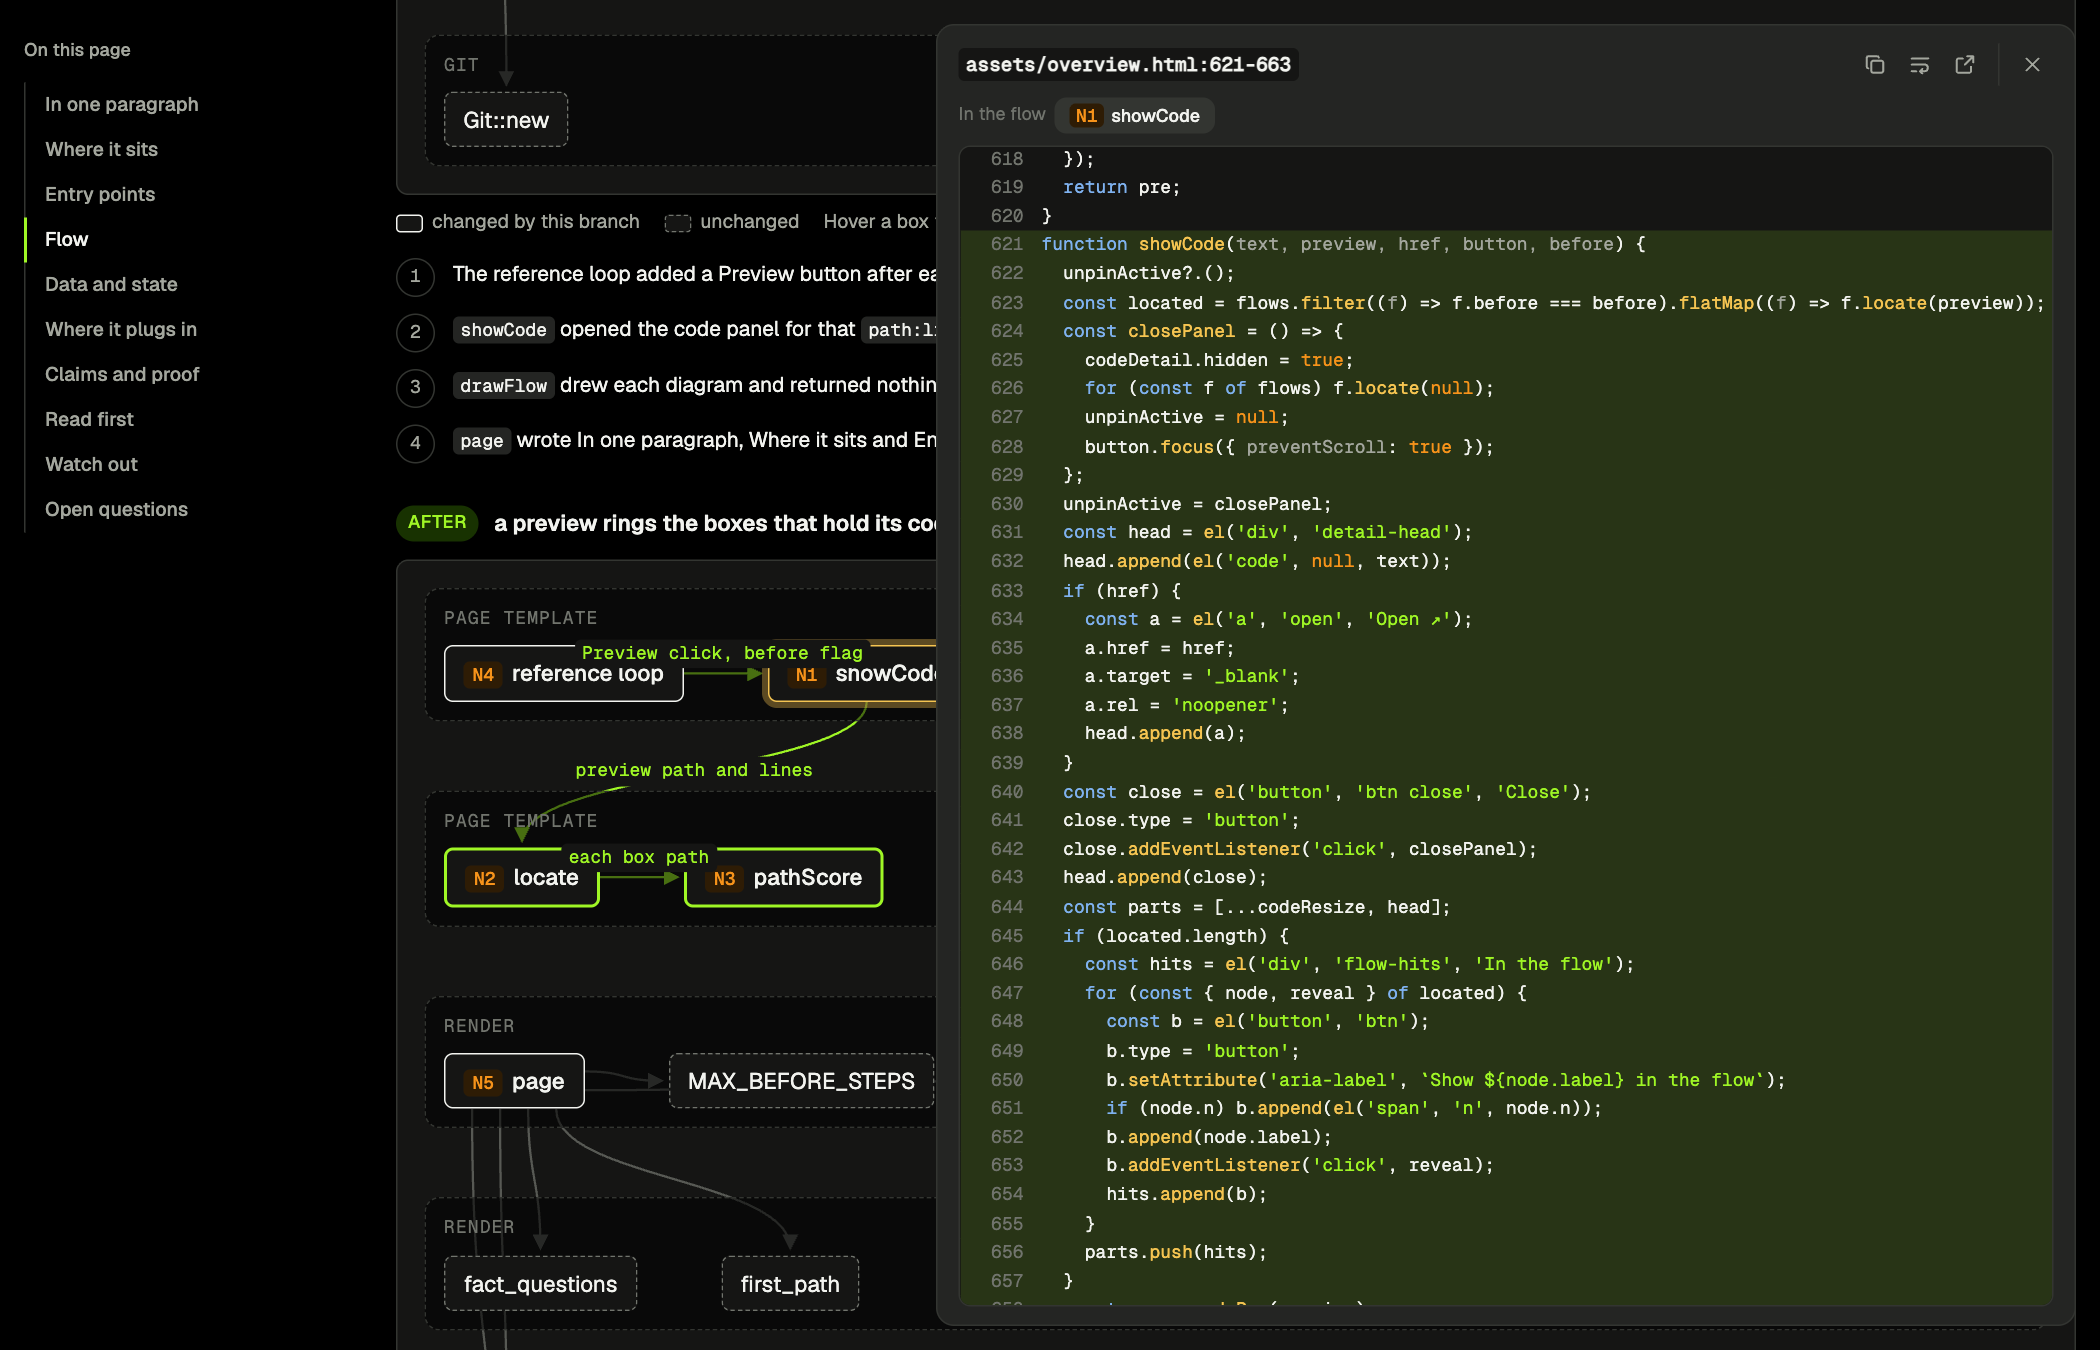 On this page
In one paragraph
Where it sits
Entry points
Flow
Data and state
Where it plugs in
Claims and proof
Read first
Watch out
Open questions
GIT
Git::new
changed by this branch
unchanged
Hover a box
1 The reference loop added a Preview button after ea
2 showCode opened the code panel for that path:li
3 drawFlow drew each diagram and returned nothin
4 page wrote In one paragraph, Where it sits and En
AFTER a preview rings the boxes that hold its co
PAGE TEMPLATE
Preview click, before flag
N4 reference loop
N1 showCode
preview path and lines
PAGE TEMPLATE
each box path
N2 locate
N3 pathScore
RENDER
N5 page
MAX_BEFORE_STEPS
RENDER
fact_questions
first_path
assets/overview.html:621-663
In the flow N1 showCode
618   });
619   return pre;
620 }
621 function showCode(text, preview, href, button, before) {
622   unpinActive?.();
623   const located = flows.filter((f) => f.before === before).flatMap((f) => f.locate(preview));
624   const closePanel = () => {
625     codeDetail.hidden = true;
626     for (const f of flows) f.locate(null);
627     unpinActive = null;
628     button.focus({ preventScroll: true });
629   };
630   unpinActive = closePanel;
631   const head = el('div', 'detail-head');
632   head.append(el('code', null, text));
633   if (href) {
634     const a = el('a', 'open', 'Open ↗');
635     a.href = href;
636     a.target = '_blank';
637     a.rel = 'noopener';
638     head.append(a);
639   }
640   const close = el('button', 'btn close', 'Close');
641   close.type = 'button';
642   close.addEventListener('click', closePanel);
643   head.append(close);
644   const parts = [...codeResize, head];
645   if (located.length) {
646     const hits = el('div', 'flow-hits', 'In the flow');
647     for (const { node, reveal } of located) {
648       const b = el('button', 'btn');
649       b.type = 'button';
650       b.setAttribute('aria-label', `Show ${node.label} in the flow`);
651       if (node.n) b.append(el('span', 'n', node.n));
652       b.append(node.label);
653       b.addEventListener('click', reveal);
654       hits.append(b);
655     }
656     parts.push(hits);
657   }